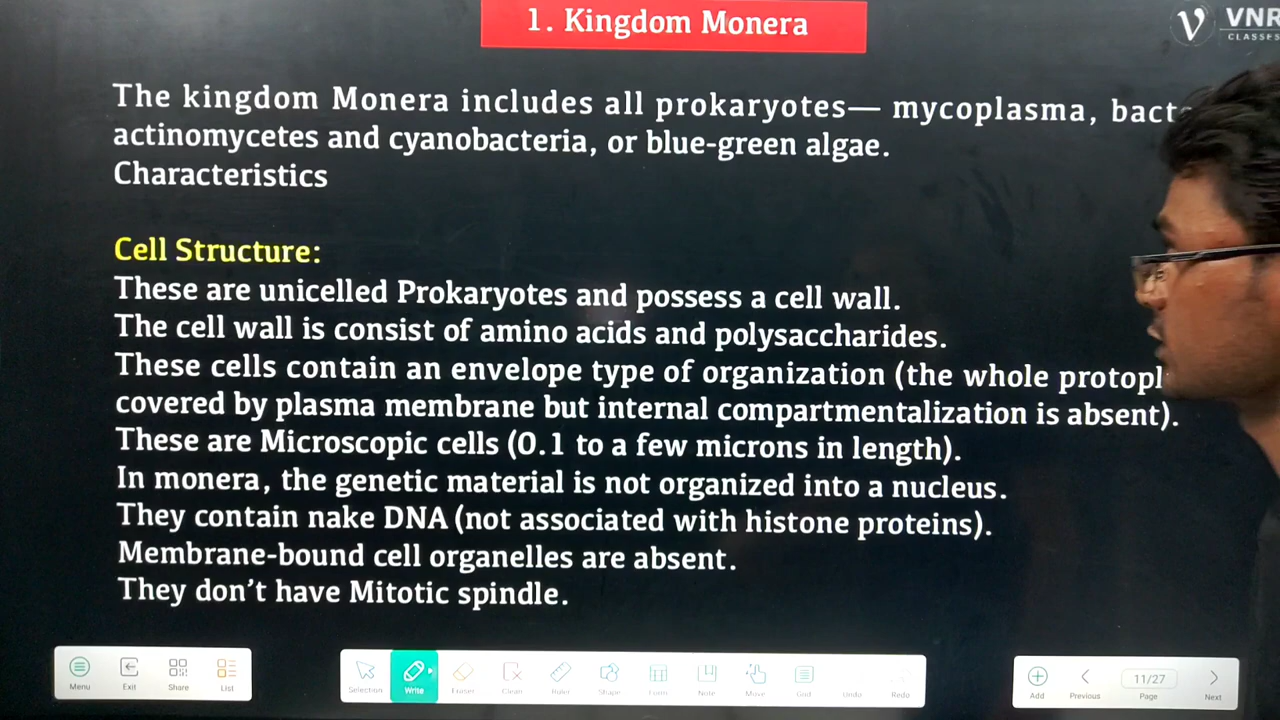 1. Kingdom Monera
VNR
CLASSES
The kingdom Monera includes all prokaryotes— mycoplasma,
actinomycetes and cyanobacteria, or blue-green algae.
Characteristics
Cell Structure:
These are unicelled Prokaryotes and possess a cell wall.
The cell wall is consist of amino acids and polysaccharides.
These cells contain an envelope type of organization (the whole
covered by plasma membrane but internal compartmentalization is absent).
These are Microscopic cells (0.1 to a few microns in length).
In monera, the genetic material is not organized into a nucleus.
They contain nake DNA (not associated with histone proteins).
Membrane-bound cell organelles are absent.
They don't have Mitotic spindle.
Menu Exit Share List Selection Write Eraser Clean Ruler Shape Form Note Move Grid Undo Redo Add Previous 11/27 Page Next